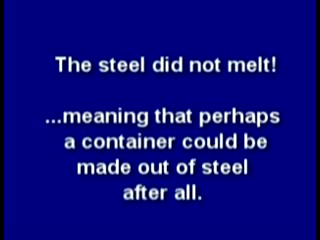 The steel did not melt!
...meaning that perhaps
a container could be
made out of steel
after all.